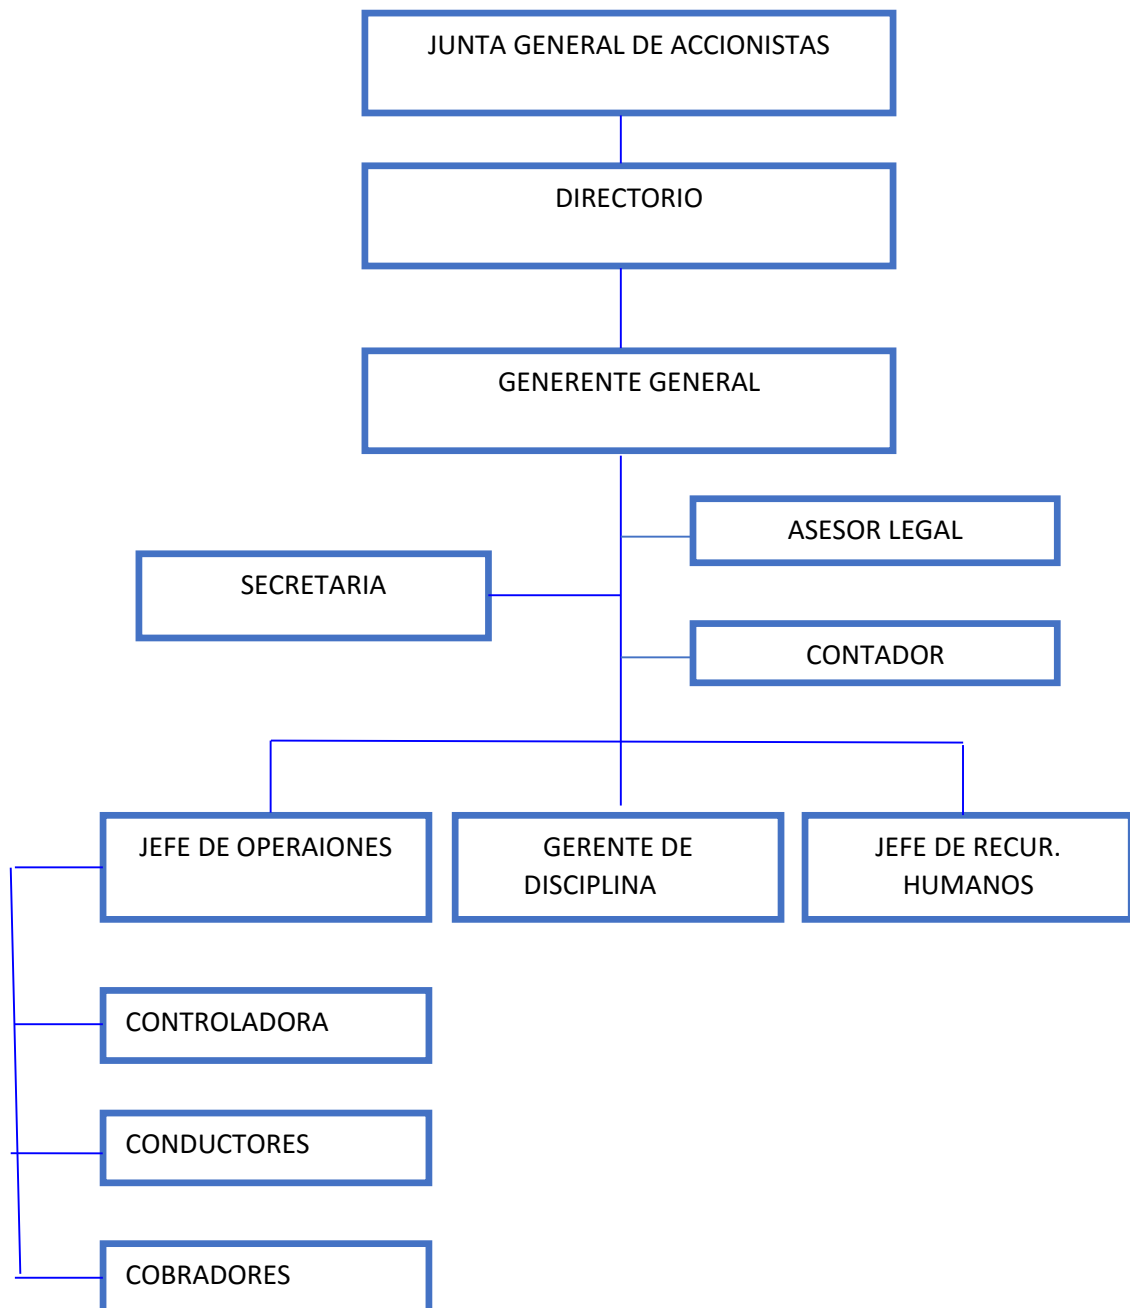 JUNTA GENERAL DE ACCIONISTAS
DIRECTORIO
GENERENTE GENERAL
ASESOR LEGAL
SECRETARIA
CONTADOR
JEFE DE OPERAIONES
GERENTE DE
DISCIPLINA
JEFE DE RECUR.
HUMANOS
CONTROLADORA
CONDUCTORES
COBRADORES